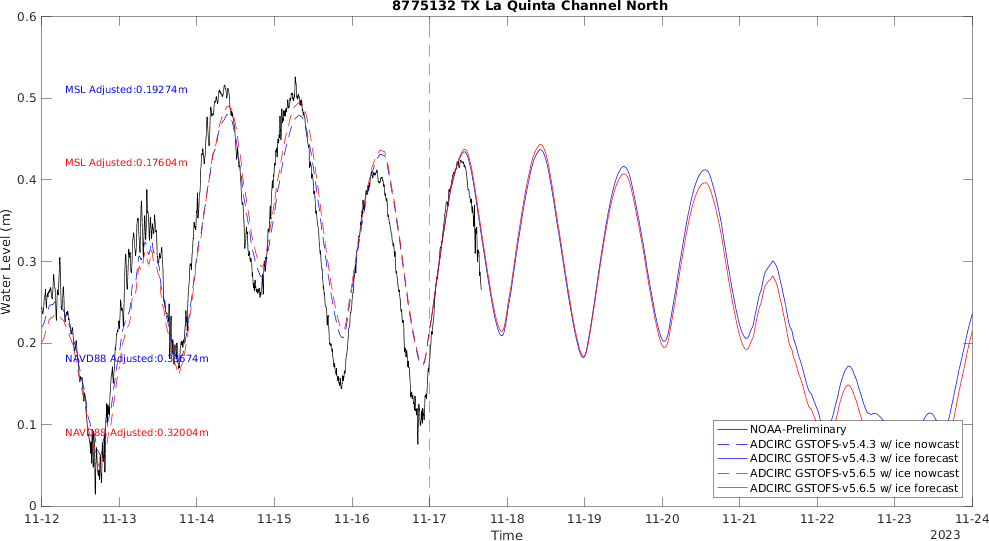 8775132 TX La Quinta Channel North
0.6
0.5
0.4
0.3
0.2
0.1
0
Water Level (m)
MSL Adjusted:0.19274m
MSL Adjusted:0.17604m
NAVD88 Adjusted:0.33674m
NAVD88 Adjusted:0.32004m
NOAA-Preliminary
ADCIRC GSTOFS-v5.4.3 w/ ice nowcast
ADCIRC GSTOFS-v5.4.3 w/ ice forecast
ADCIRC GSTOFS-v5.6.5 w/ ice nowcast
ADCIRC GSTOFS-v5.6.5 w/ ice forecast
11-12 11-13 11-14 11-15 11-16 11-17 11-18 11-19 11-20 11-21 11-22 11-23 11-24
Time
2023